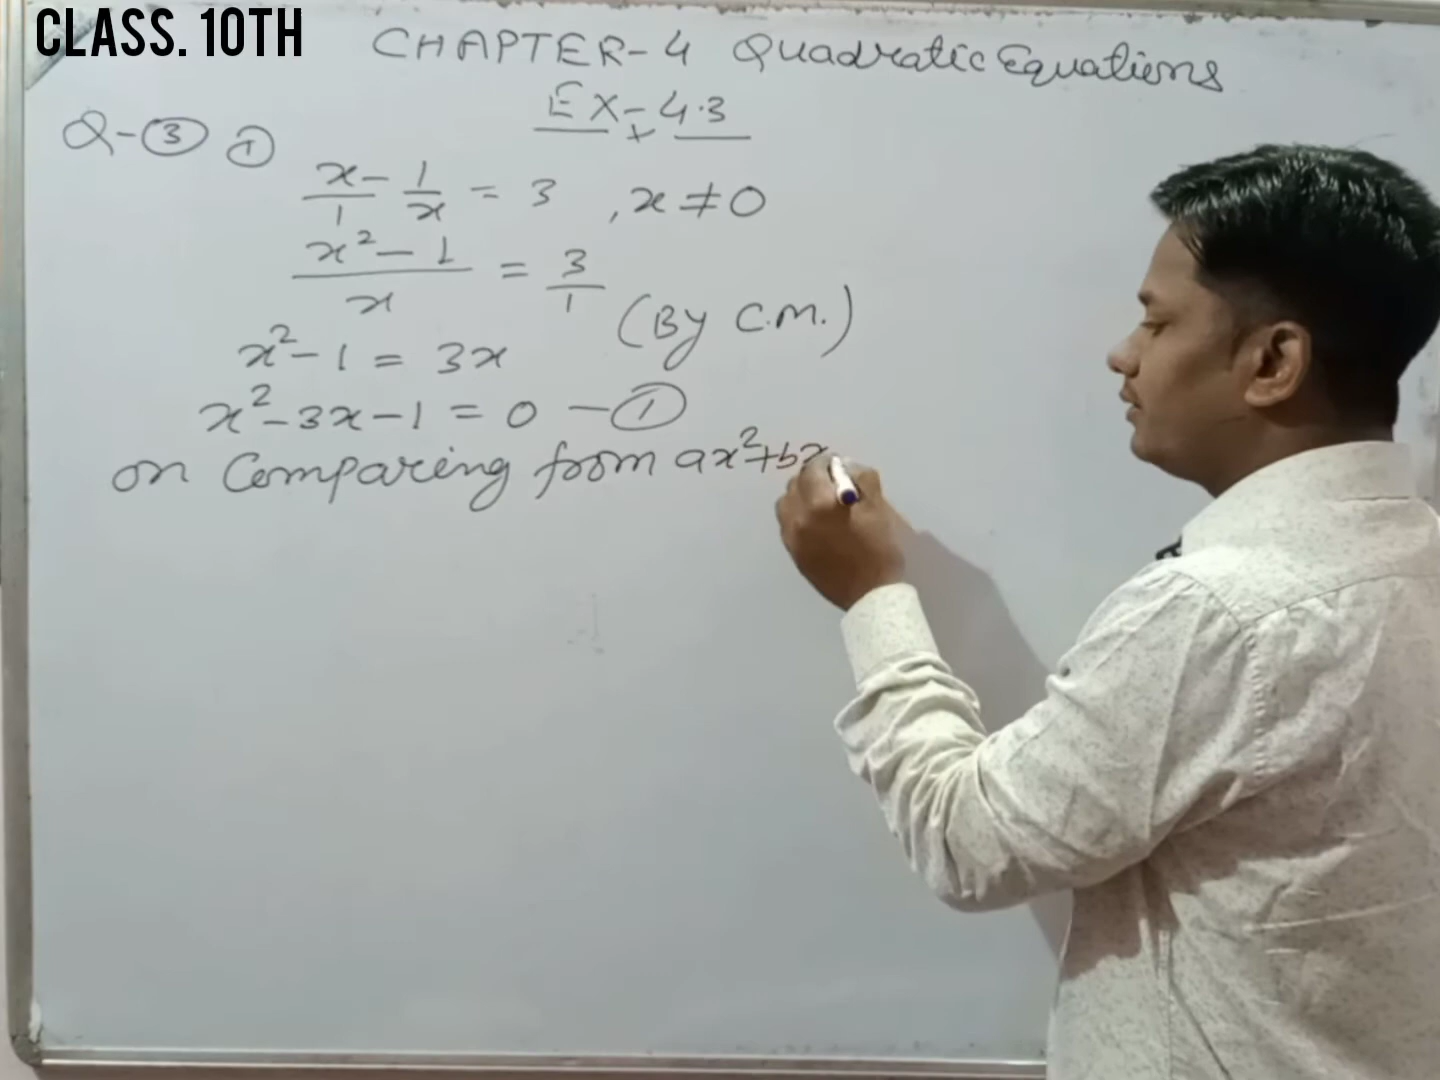 CLASS. 10TH
CHAPTER-4 Quadratic Equations
EX-4.3
Q-③ ①
x/1 - 1/x = 3 , x ≠ 0
(x² - 1)/x = 3/1 (By C.M.)
x² - 1 = 3x
x² - 3x - 1 = 0 - ①
on Comparing from ax²+bx